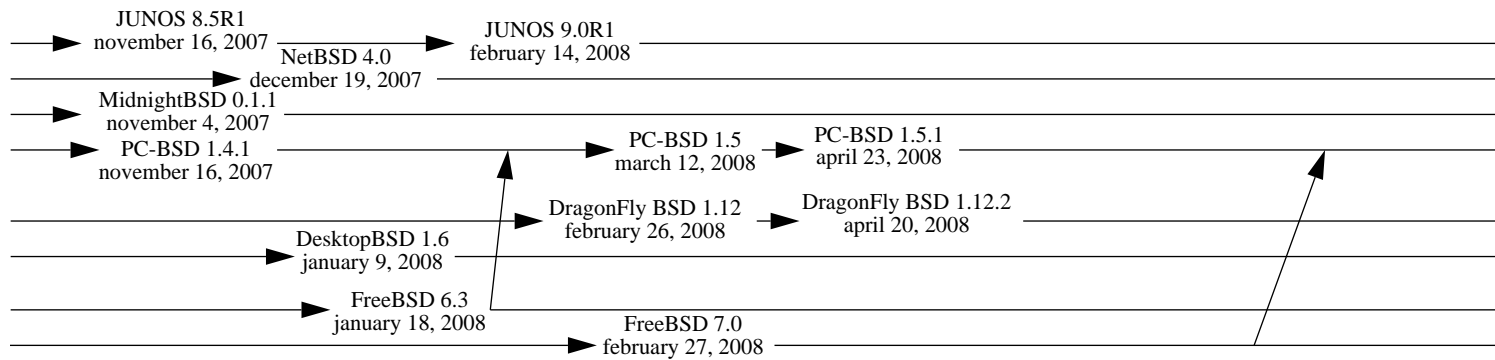 JUNOS 8.5R1
november 16, 2007
JUNOS 9.0R1
february 14, 2008
NetBSD 4.0
december 19, 2007
MidnightBSD 0.1.1
november 4, 2007
PC-BSD 1.4.1
november 16, 2007
PC-BSD 1.5
march 12, 2008
PC-BSD 1.5.1
april 23, 2008
DragonFly BSD 1.12
february 26, 2008
DragonFly BSD 1.12.2
april 20, 2008
DesktopBSD 1.6
january 9, 2008
FreeBSD 6.3
january 18, 2008
FreeBSD 7.0
february 27, 2008